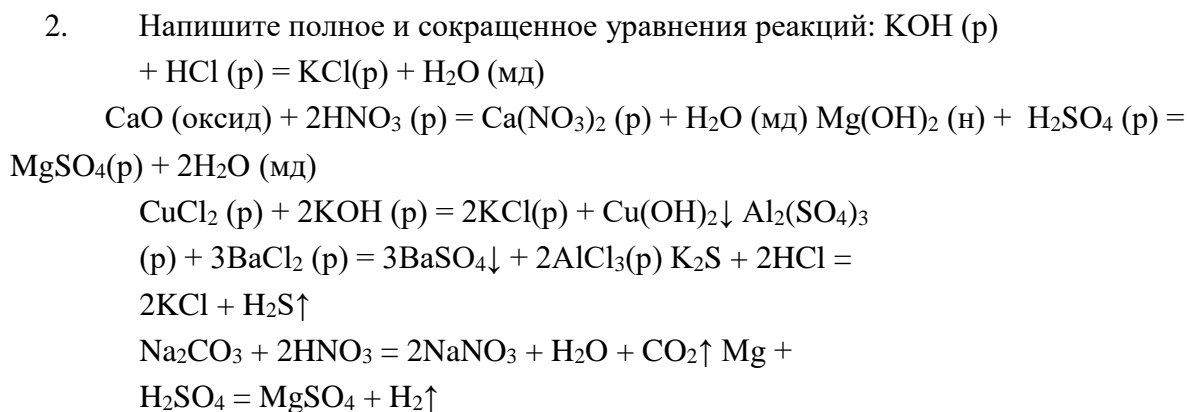 2. Напишите полное и сокращенное уравнения реакций: KOH (р)
+ HCl (р) = KCl(р) + H₂O (мд)
CaO (оксид) + 2HNO₃ (р) = Ca(NO₃)₂ (р) + H₂O (мд) Mg(OH)₂ (н) + H₂SO₄ (р) =
MgSO₄(р) + 2H₂O (мд)
CuCl₂ (р) + 2KOH (р) = 2KCl(р) + Cu(OH)₂↓ Al₂(SO₄)₃
(р) + 3BaCl₂ (р) = 3BaSO₄↓ + 2AlCl₃(р) K₂S + 2HCl =
2KCl + H₂S↑
Na₂CO₃ + 2HNO₃ = 2NaNO₃ + H₂O + CO₂↑ Mg +
H₂SO₄ = MgSO₄ + H₂↑